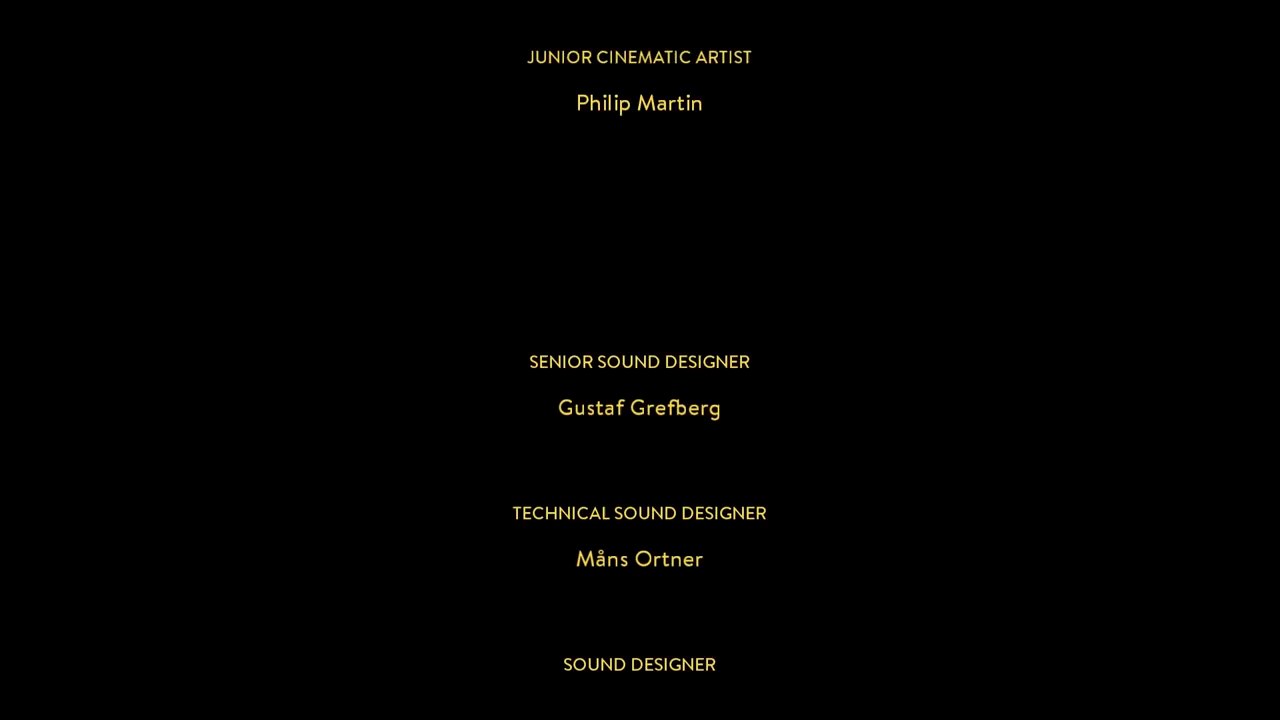 JUNIOR CINEMATIC ARTIST
Philip Martin
SENIOR SOUND DESIGNER
Gustaf Grefberg
TECHNICAL SOUND DESIGNER
Måns Ortner
SOUND DESIGNER